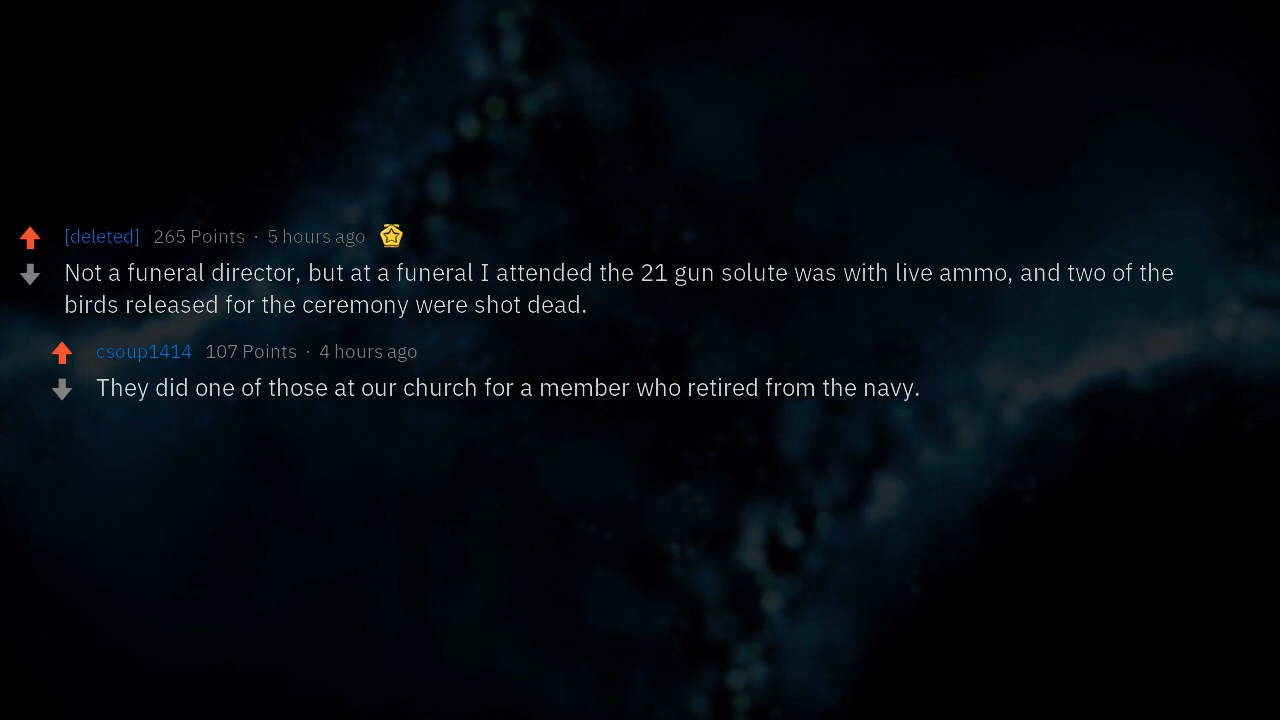 [deleted] 265 Points · 5 hours ago
Not a funeral director, but at a funeral I attended the 21 gun solute was with live ammo, and two of the
birds released for the ceremony were shot dead.
csoup1414 107 Points · 4 hours ago
They did one of those at our church for a member who retired from the navy.